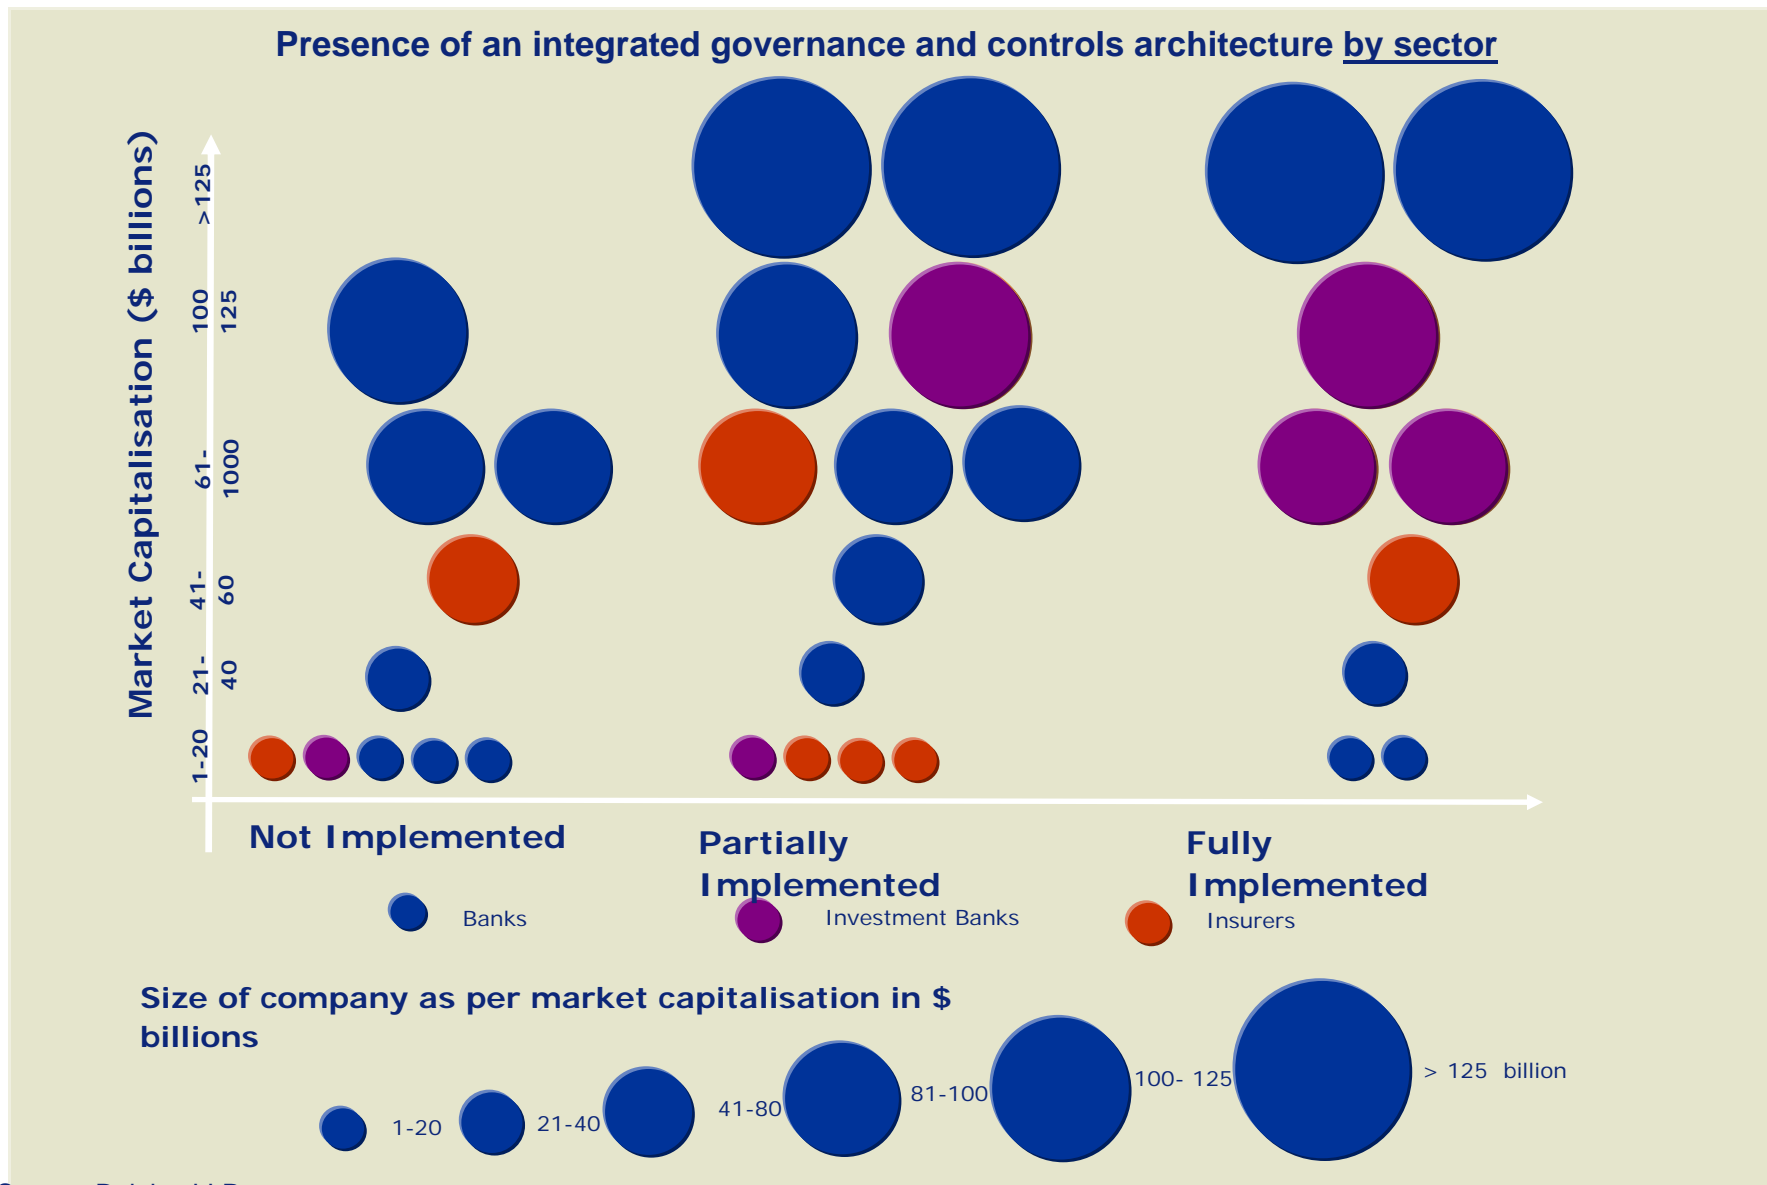 Presence of an integrated governance and controls architecture by sector
Market Capitalisation ($ billions)
>125
100
125
61-
1000
41-
60
21-
40
1-20
Not Implemented
Partially
Implemented
Fully
Implemented
Banks
Investment Banks
Insurers
Size of company as per market capitalisation in $
billions
1-20
21-40
41-80
81-100
100- 125
> 125 billion